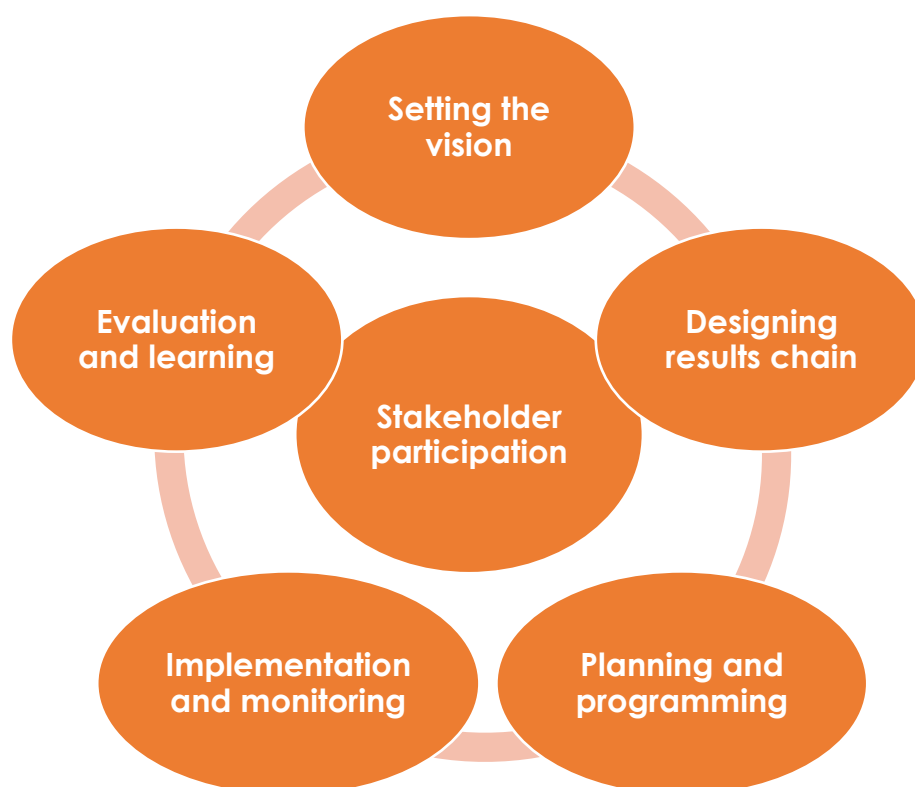 Setting the
vision
Designing
results chain
Planning and
programming
Implementation
and monitoring
Evaluation
and learning
Stakeholder
participation